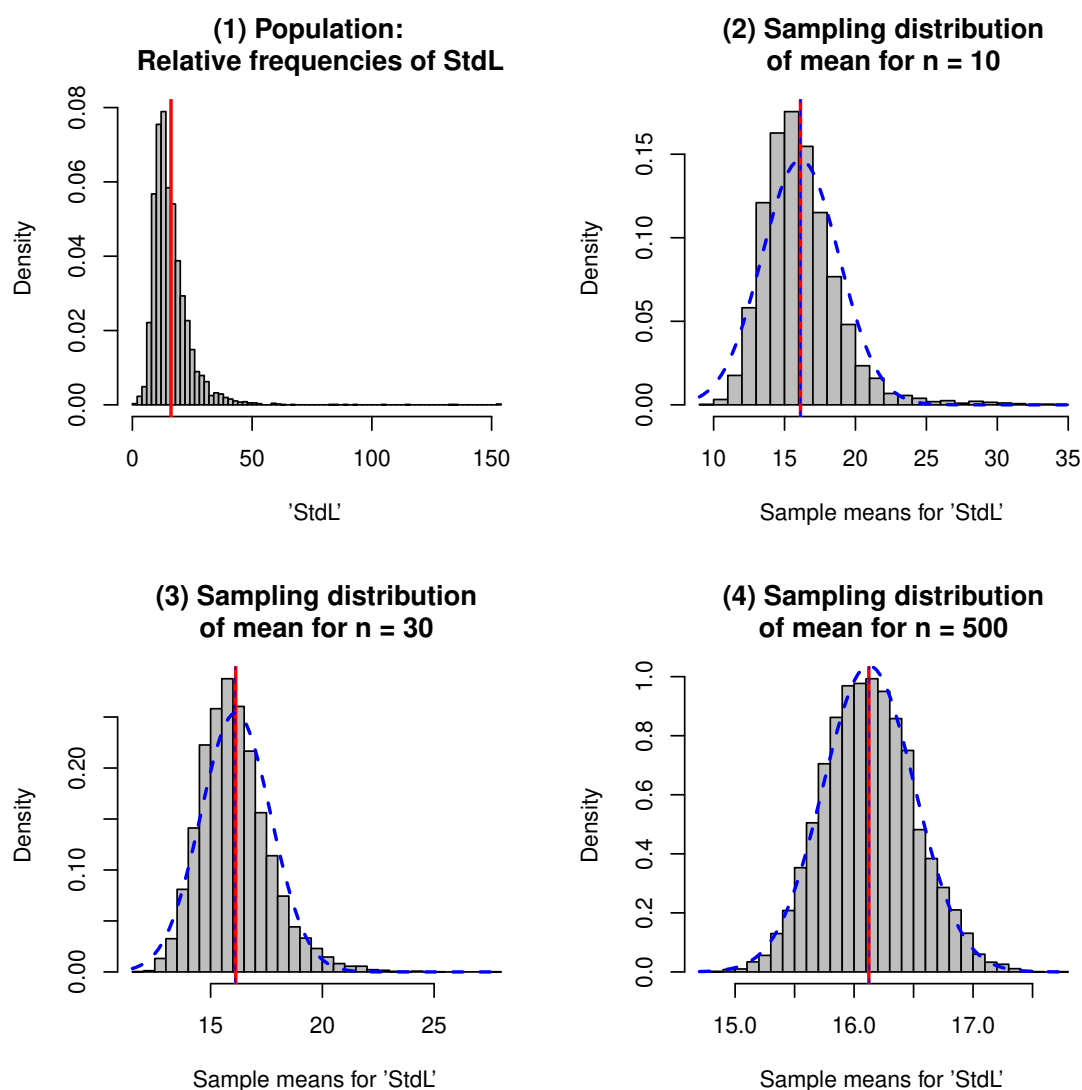 (1) Population:
Relative frequencies of StdL
Density
0.00
0.02
0.04
0.06
0.08
0
50
100
150
’StdL’
(2) Sampling distribution
of mean for n = 10
Density
0.00
0.05
0.10
0.15
10
15
20
25
30
35
Sample means for ’StdL’
(3) Sampling distribution
of mean for n = 30
Density
0.00
0.10
0.20
15
20
25
Sample means for ’StdL’
(4) Sampling distribution
of mean for n = 500
Density
0.0
0.2
0.4
0.6
0.8
1.0
15.0
16.0
17.0
Sample means for ’StdL’